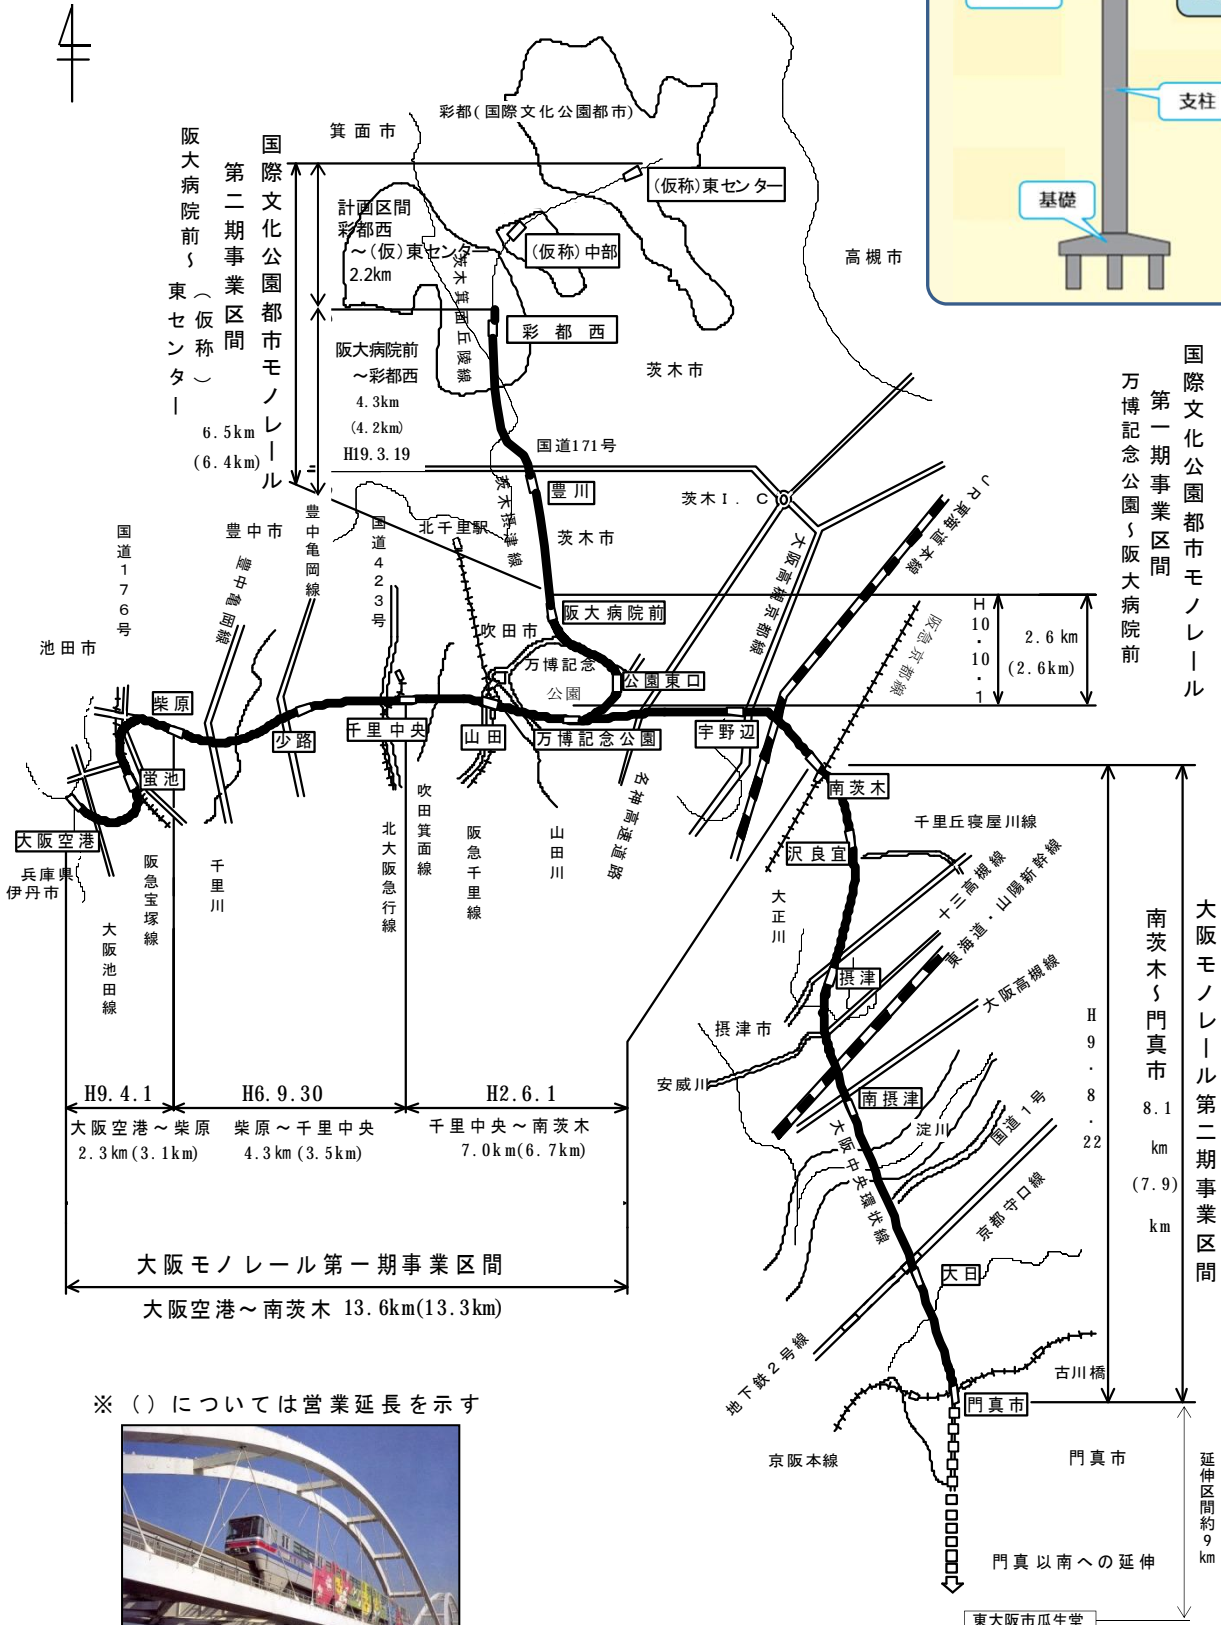 支柱
基礎
彩都(国際文化公園都市)
箕面市
国際文化公園都市モノレール
第二期事業区間
阪大病院前～(仮称)東センター
6.5km
(6.4km)
計画区間
彩都西
～(仮)東センター
2.2km
(仮称)東センター
(仮称)中部
茨木箕面丘陵線
高槻市
彩都西
阪大病院前
～彩都西
4.3km
(4.2km)
H19.3.19
茨木市
国道171号
国際文化公園都市モノレール
第一期事業区間
万博記念公園～阪大病院前
豊川
茨木I.C
茨木摂津線
JR東海道本線
国道176号
豊中市
豊中亀岡線
豊中亀岡線
国道423号
北千里駅
茨木市
大阪高槻京都線
阪大病院前
H10.10.1
2.6km
(2.6km)
阪急京都線
池田市
吹田市
万博記念
公園
公園東口
柴原
少路
千里中央
山田
万博記念公園
宇野辺
南茨木
蛍池
大阪空港
兵庫県
伊丹市
大阪池田線
阪急宝塚線
千里川
北大阪急行線
吹田箕面線
阪急千里線
山田川
名神高速道路
千里丘寝屋川線
沢良宜
大正川
十三高槻線
東海道・山陽新幹線
摂津
大阪高槻線
摂津市
安威川
南摂津
淀川
国道1号
大阪中央環状線
京都守口線
大日
地下鉄2号線
古川橋
門真市
京阪本線
門真市
大阪モノレール第二期事業区間
南茨木～門真市
8.1
km
(7.9)
km
H9.8.22
H9.4.1
H6.9.30
H2.6.1
大阪空港～柴原
柴原～千里中央
千里中央～南茨木
2.3km(3.1km)
4.3km(3.5km)
7.0km(6.7km)
大阪モノレール第一期事業区間
大阪空港～南茨木 13.6km(13.3km)
※()については営業延長を示す
延伸区間約9km
門真以南への延伸
東大阪市瓜生堂